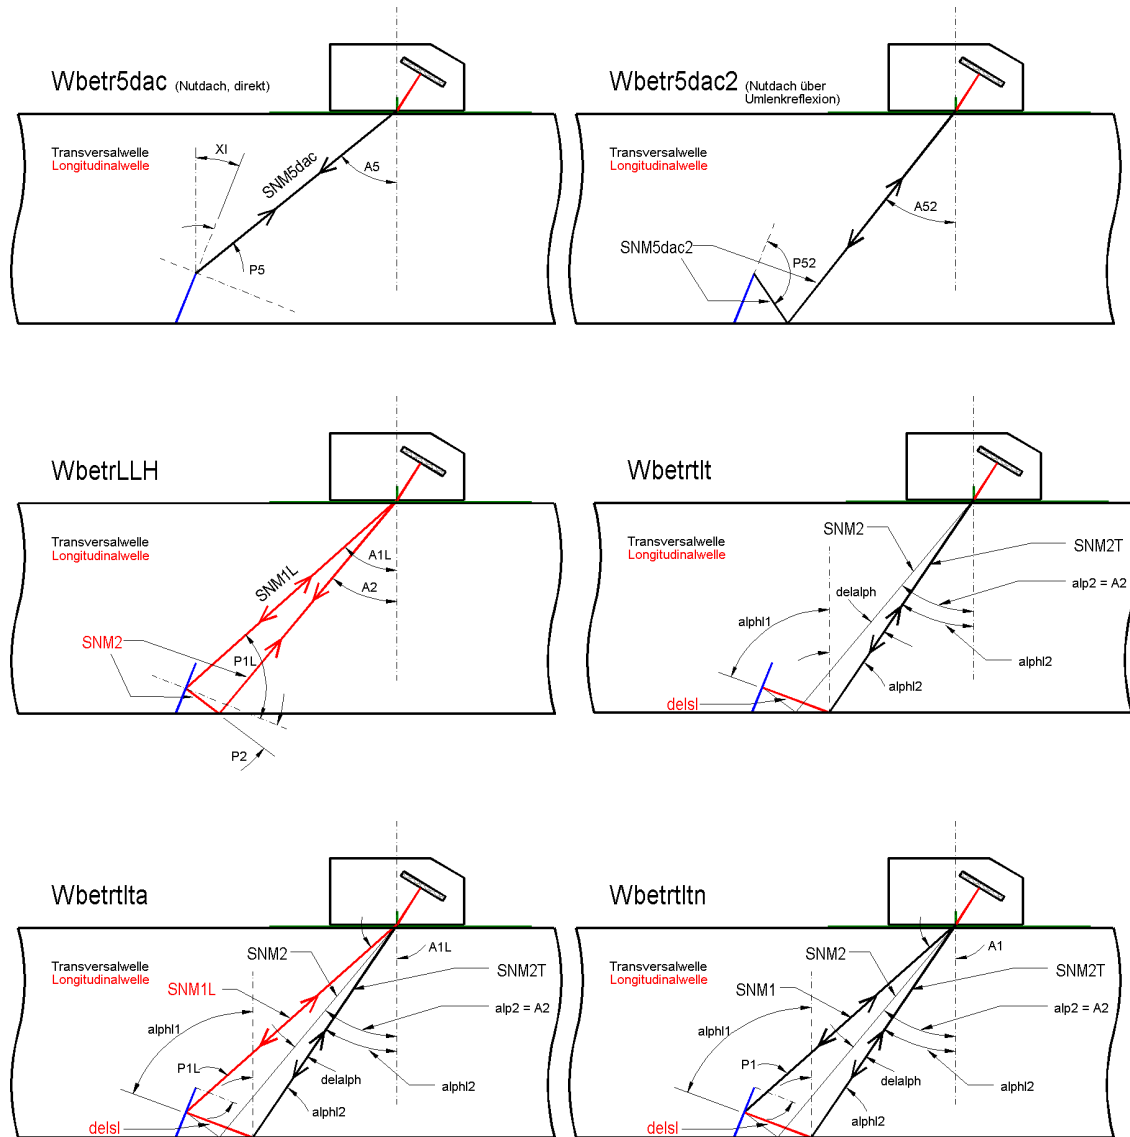 Wbetr5dac (Nutdach, direkt)
Transversalwelle
Longitudinalwelle
XI
SNM5dac
A5
P5
Wbetr5dac2 (Nutdach über
Umlenkreflexion)
A52
SNM5dac2
P52
WbetrLLH
Transversalwelle
Longitudinalwelle
SNM1L
A1L
A2
SNM2
P1L
P2
Wbetrtlt
Transversalwelle
Longitudinalwelle
SNM2
SNM2T
delalph
alp2 = A2
alphl1
alphl2
alphl2
delsl
Wbetrtlta
Transversalwelle
Longitudinalwelle
A1L
SNM2
SNM2T
SNM1L
alp2 = A2
alphl1
P1L
delalph
alphl2
alphl2
delsl
Wbetrtltn
Transversalwelle
Longitudinalwelle
A1
SNM2
SNM2T
SNM1
alp2 = A2
alphl1
P1
delalph
alphl2
alphl2
delsl